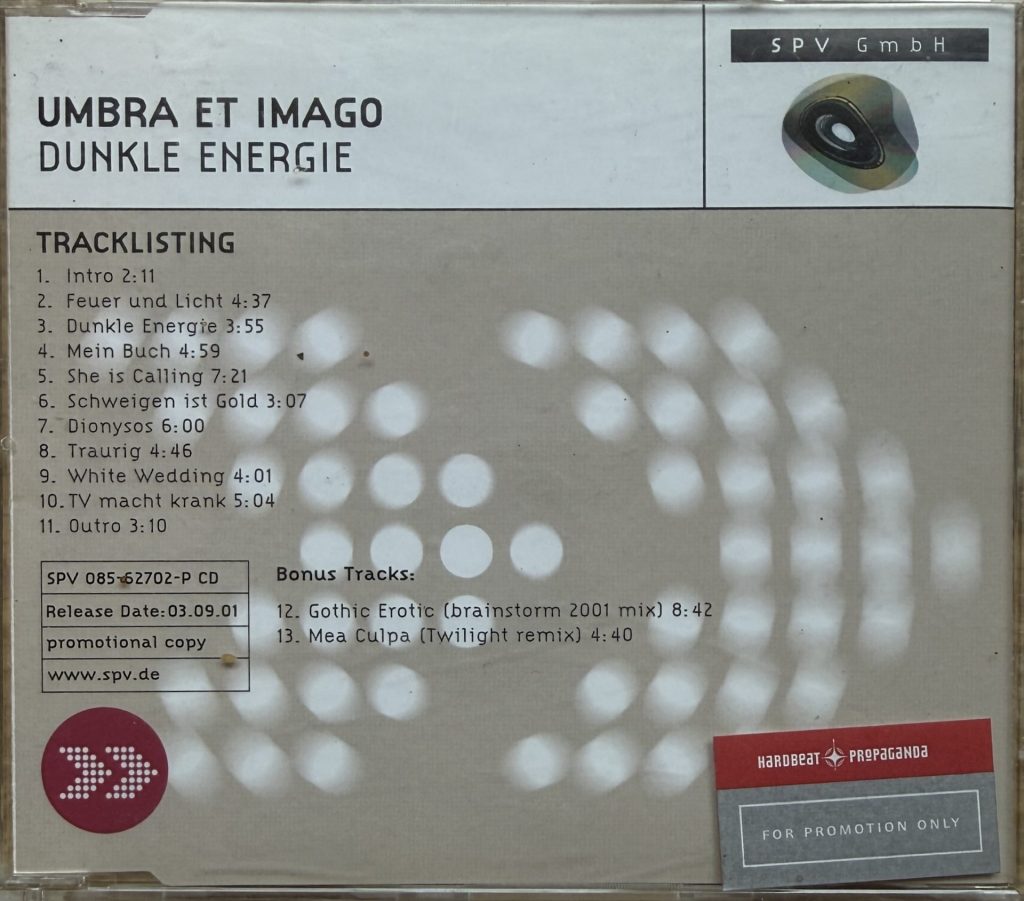 SPV GmbH
UMBRA ET IMAGO
DUNKLE ENERGIE
TRACKLISTING
1. Intro 2:11
2. Feuer und Licht 4:37
3. Dunkle Energie 3:55
4. Mein Buch 4:59
5. She is Calling 7:21
6. Schweigen ist Gold 3:07
7. Dionysos 6:00
8. Traurig 4:46
9. White Wedding 4:01
10. TV macht krank 5:04
11. Outro 3:10
SPV 085-62702-P CD
Release Date: 03.09.01
promotional copy
www.spv.de
Bonus Tracks:
12. Gothic Erotic (brainstorm 2001 mix) 8:42
13. Mea Culpa (Twilight remix) 4:40
HARDBEAT PROPAGANDA
FOR PROMOTION ONLY